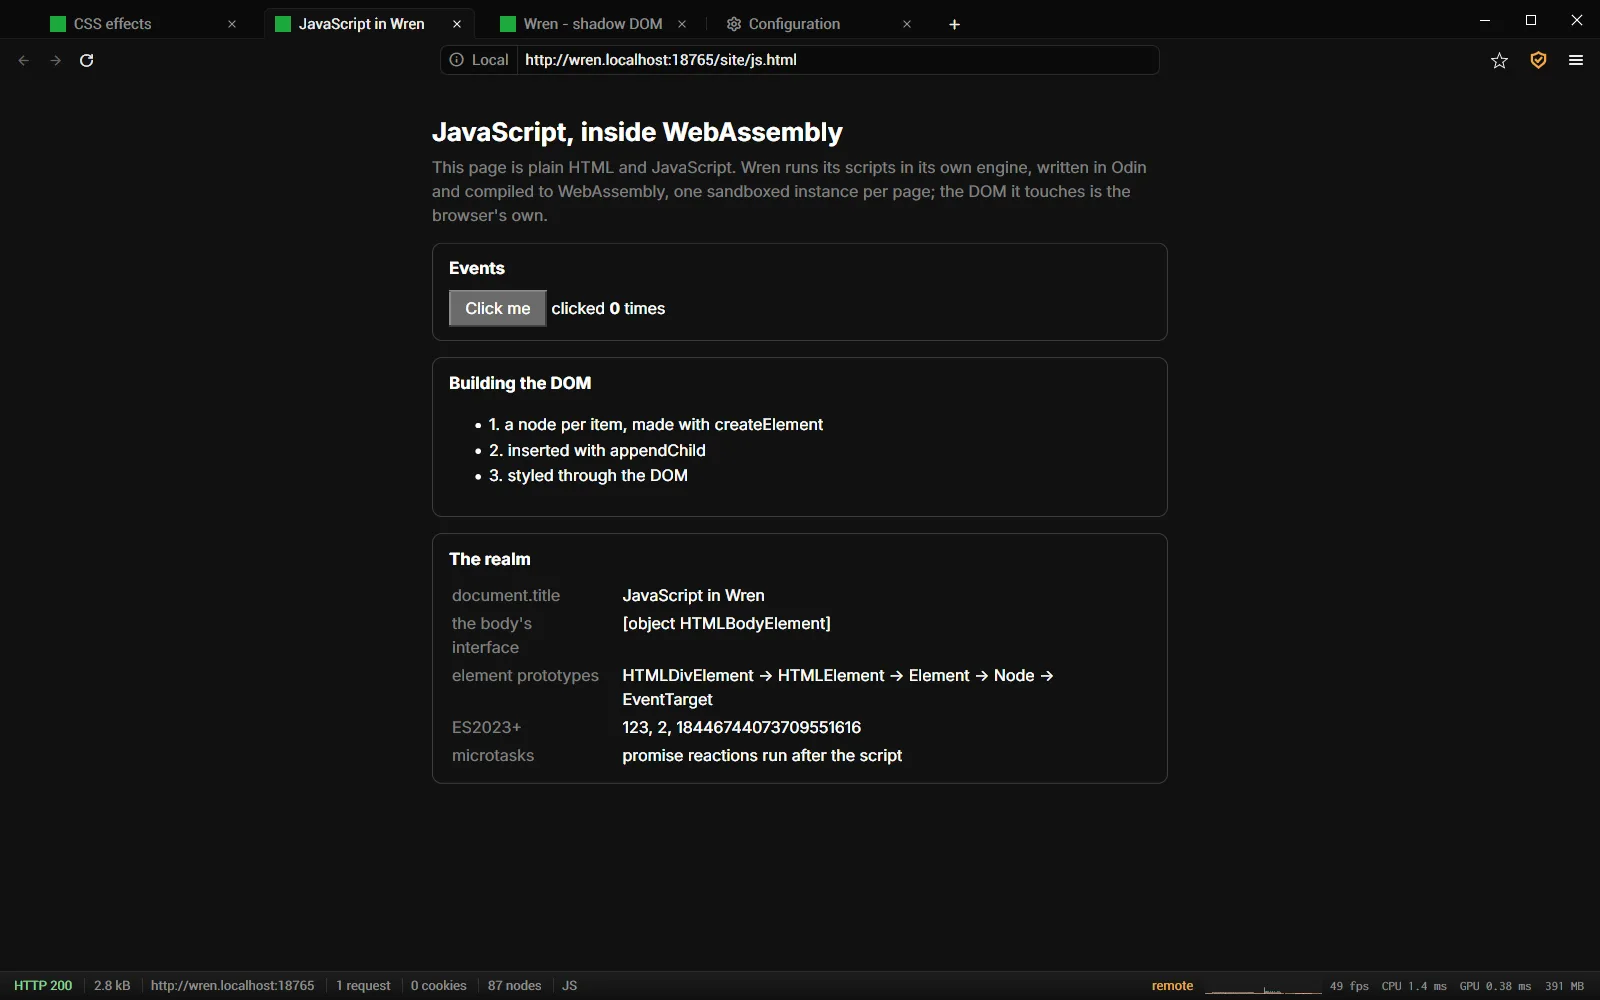 CSS effects
JavaScript in Wren
Wren - shadow DOM
Configuration
Local
http://wren.localhost:18765/site/js.html
JavaScript, inside WebAssembly
This page is plain HTML and JavaScript. Wren runs its scripts in its own engine, written in Odin
and compiled to WebAssembly, one sandboxed instance per page; the DOM it touches is the
browser's own.
Events
Click me clicked 0 times
Building the DOM
• 1. a node per item, made with createElement
• 2. inserted with appendChild
• 3. styled through the DOM
The realm
document.title JavaScript in Wren
the body's [object HTMLBodyElement]
interface
element prototypes HTMLDivElement → HTMLElement → Element → Node →
EventTarget
ES2023+ 123, 2, 18446744073709551616
microtasks promise reactions run after the script
HTTP 200 2.8 kB http://wren.localhost:18765 1 request 0 cookies 87 nodes JS remote 49 fps CPU 1.4 ms GPU 0.38 ms 391 MB